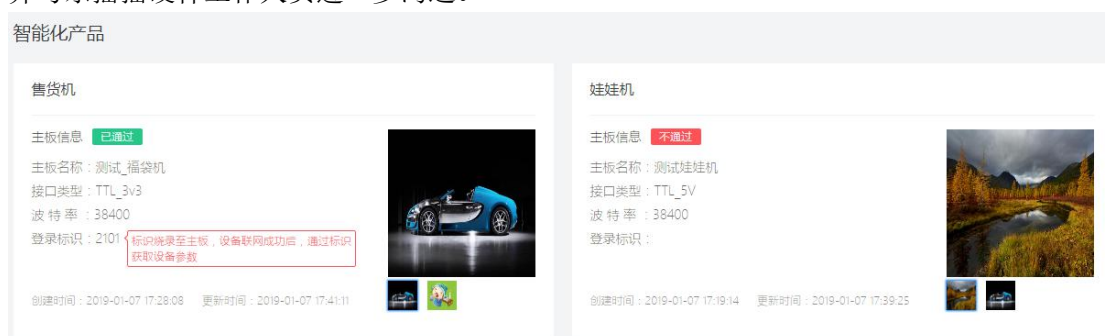 智能化产品
售货机
主板信息 已通过
主板名称：测试_福袋机
接口类型：TTL_3v3
波 特 率 ：38400
登录标识：2101
标识烧录至主板，设备联网成功后，通过标识
获取设备参数
创建时间：2019-01-07 17:28:08 更新时间：2019-01-07 17:41:11
娃娃机
主板信息 不通过
主板名称：测试娃娃机
接口类型：TTL_5V
波 特 率 ：38400
登录标识：
创建时间：2019-01-07 17:19:14 更新时间：2019-01-07 17:39:25